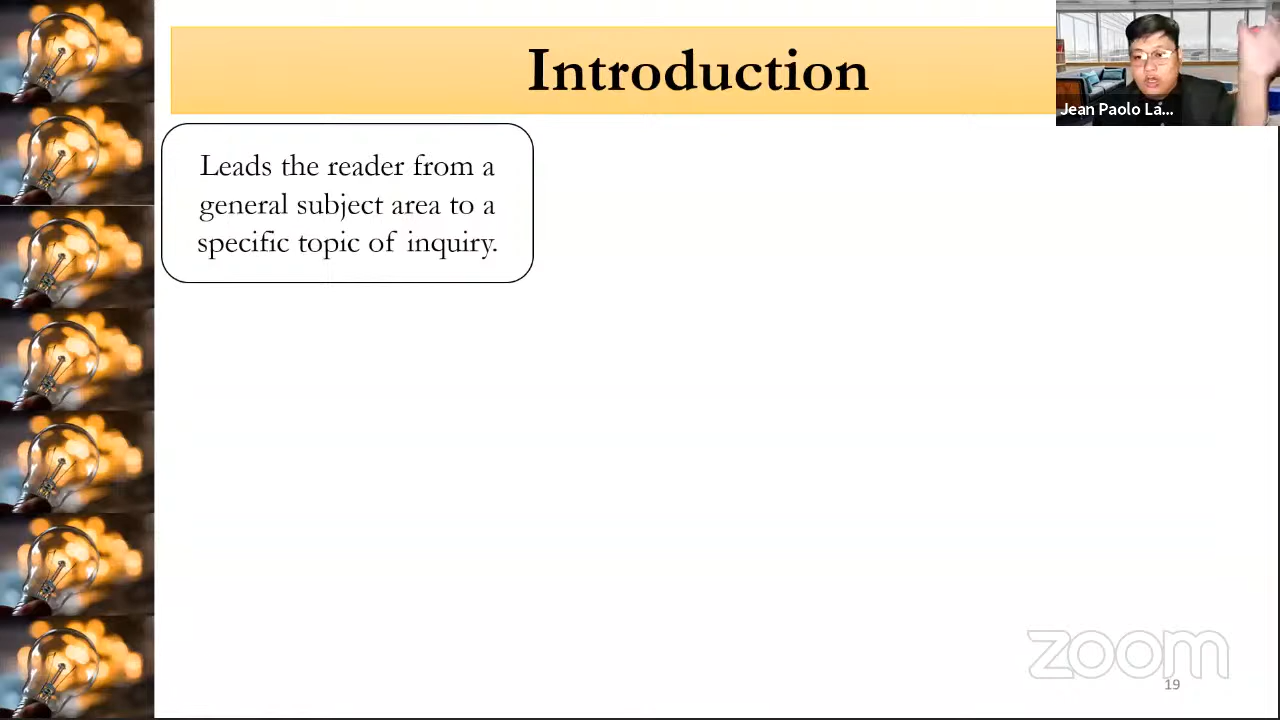 Introduction
Jean Paolo La...
Leads the reader from a
general subject area to a
specific topic of inquiry.
zoom
19